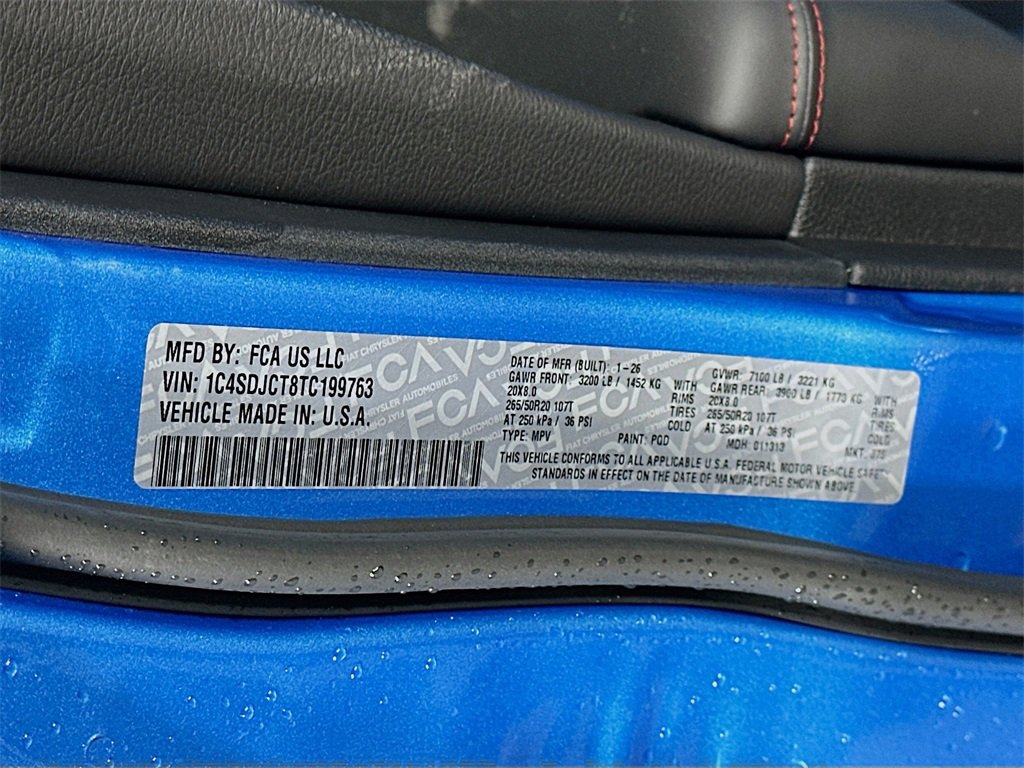 MFD BY: FCA US LLC
VIN: 1C4SDJCT8TC199763
VEHICLE MADE IN: U.S.A.
DATE OF MFR (BUILT): 1-26 GVWR: 7100 LB / 3221 KG
GAWR FRONT: 3200 LB / 1452 KG WITH GAWR REAR: 3900 LB / 1773 KG WITH
20X8.0 RIMS 20X8.0 RIMS
265/50R20 107T TIRES 265/50R20 107T TIRES
AT 250 kPa / 36 PSI COLD AT 250 kPa / 36 PSI COLD
TYPE: MPV PAINT: PQD MDH: 011313 MKT:
THIS VEHICLE CONFORMS TO ALL APPLICABLE U.S.A. FEDERAL MOTOR VEHICLE SAFETY
STANDARDS IN EFFECT ON THE DATE OF MANUFACTURE SHOWN ABOVE